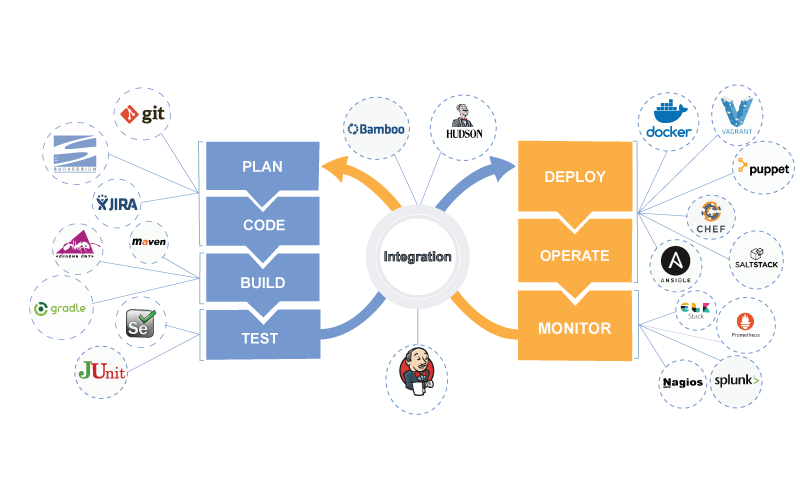 git
SUBVERSION
JIRA
APACHE ANT
maven
gradle
Se
JUnit
PLAN
CODE
BUILD
TEST
Bamboo
HUDSON
Integration
DEPLOY
OPERATE
MONITOR
docker
VAGRANT
puppet
CHEF
ANSIBLE
SALTSTACK
Stack
Prometheus
Nagios
splunk>